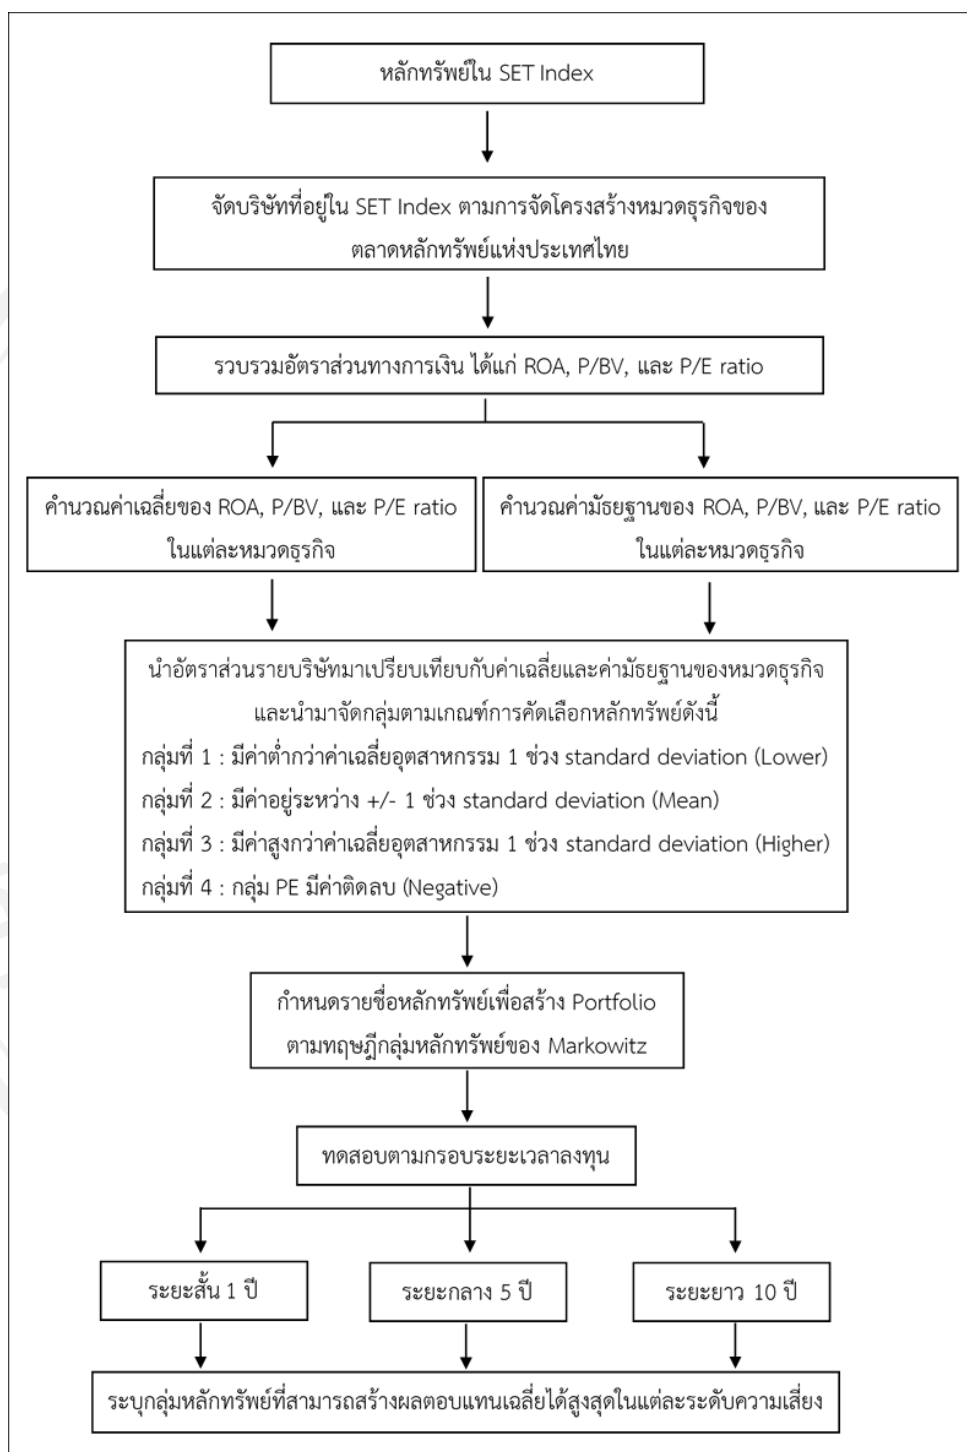 หลักทรัพย์ใน SET Index
จัดบริษัทที่อยู่ใน SET Index ตามการจัดโครงสร้างหมวดธุรกิจของ
ตลาดหลักทรัพย์แห่งประเทศไทย
รวบรวมอัตราส่วนทางการเงิน ได้แก่ ROA, P/BV, และ P/E ratio
คำนวณค่าเฉลี่ยของ ROA, P/BV, และ P/E ratio
ในแต่ละหมวดธุรกิจ
คำนวณค่ามัธยฐานของ ROA, P/BV, และ P/E ratio
ในแต่ละหมวดธุรกิจ
นำอัตราส่วนรายบริษัทมาเปรียบเทียบกับค่าเฉลี่ยและค่ามัธยฐานของหมวดธุรกิจ
และนำมาจัดกลุ่มตามเกณฑ์การคัดเลือกหลักทรัพย์ดังนี้
กลุ่มที่ 1 : มีค่าต่ำกว่าค่าเฉลี่ยอุตสาหกรรม 1 ช่วง standard deviation (Lower)
กลุ่มที่ 2 : มีค่าอยู่ระหว่าง +/- 1 ช่วง standard deviation (Mean)
กลุ่มที่ 3 : มีค่าสูงกว่าค่าเฉลี่ยอุตสาหกรรม 1 ช่วง standard deviation (Higher)
กลุ่มที่ 4 : กลุ่ม PE มีค่าติดลบ (Negative)
กำหนดรายชื่อหลักทรัพย์เพื่อสร้าง Portfolio
ตามทฤษฎีกลุ่มหลักทรัพย์ของ Markowitz
ทดสอบตามกรอบระยะเวลาลงทุน
ระยะสั้น 1 ปี
ระยะกลาง 5 ปี
ระยะยาว 10 ปี
ระบุกลุ่มหลักทรัพย์ที่สามารถสร้างผลตอบแทนเฉลี่ยได้สูงสุดในแต่ละระดับความเสี่ยง